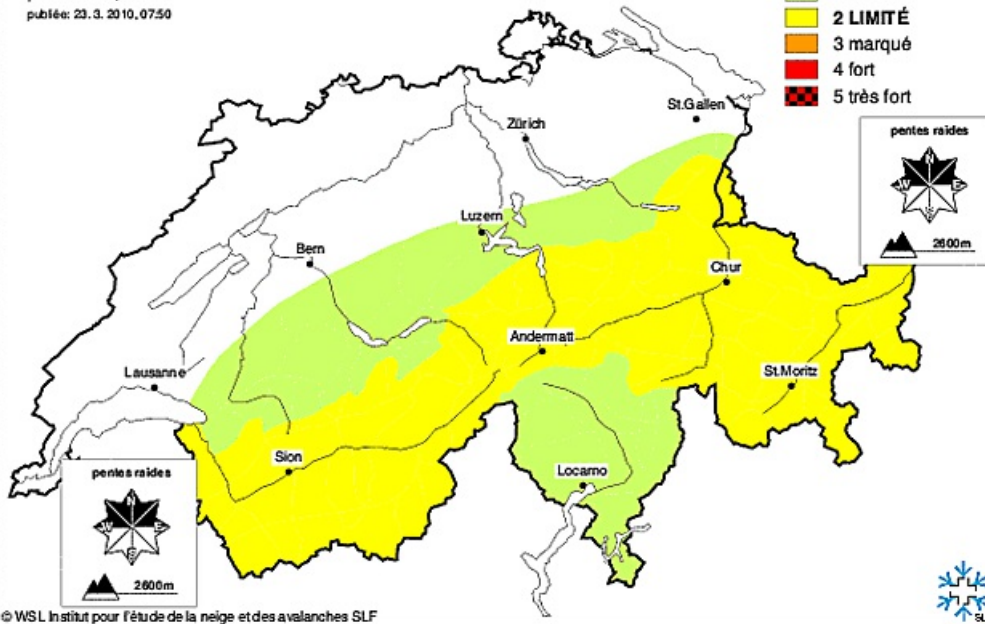 publiée: 23. 3. 2010, 07:50
2 LIMITÉ
3 marqué
4 fort
5 très fort
St.Gallen
Zürich
pentes raides
N
W E
S
2600m
Luzern
Bern
Chur
Andermatt
Lausanne
St.Moritz
Sion
Locarno
pentes raides
N
W E
S
2600m
© WSL Institut pour l'étude de la neige et des avalanches SLF
SLF